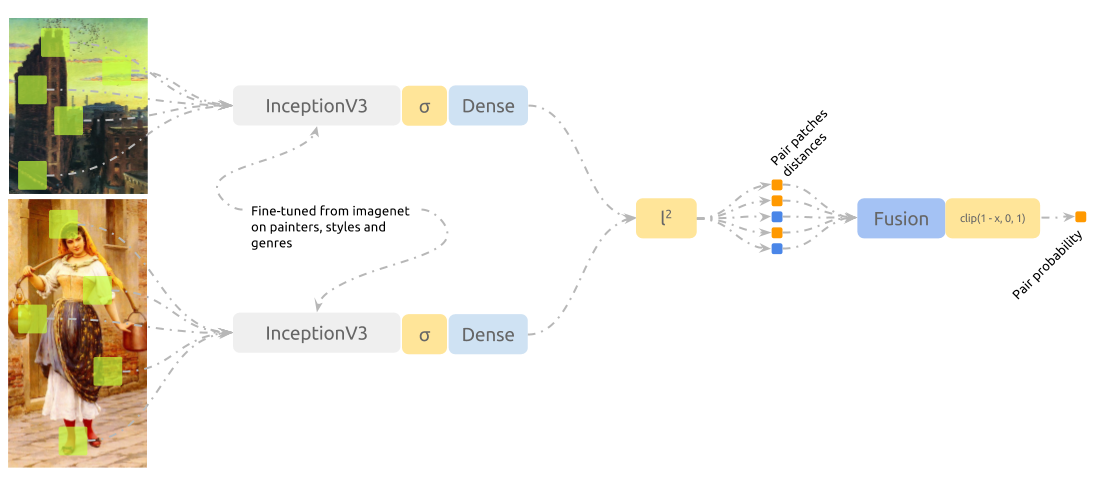 InceptionV3 σ Dense
Pair patches
distances
Fine-tuned from imagenet
on painters, styles and
genres
l²
Fusion clip(1 - x, 0, 1)
Pair probability
InceptionV3 σ Dense